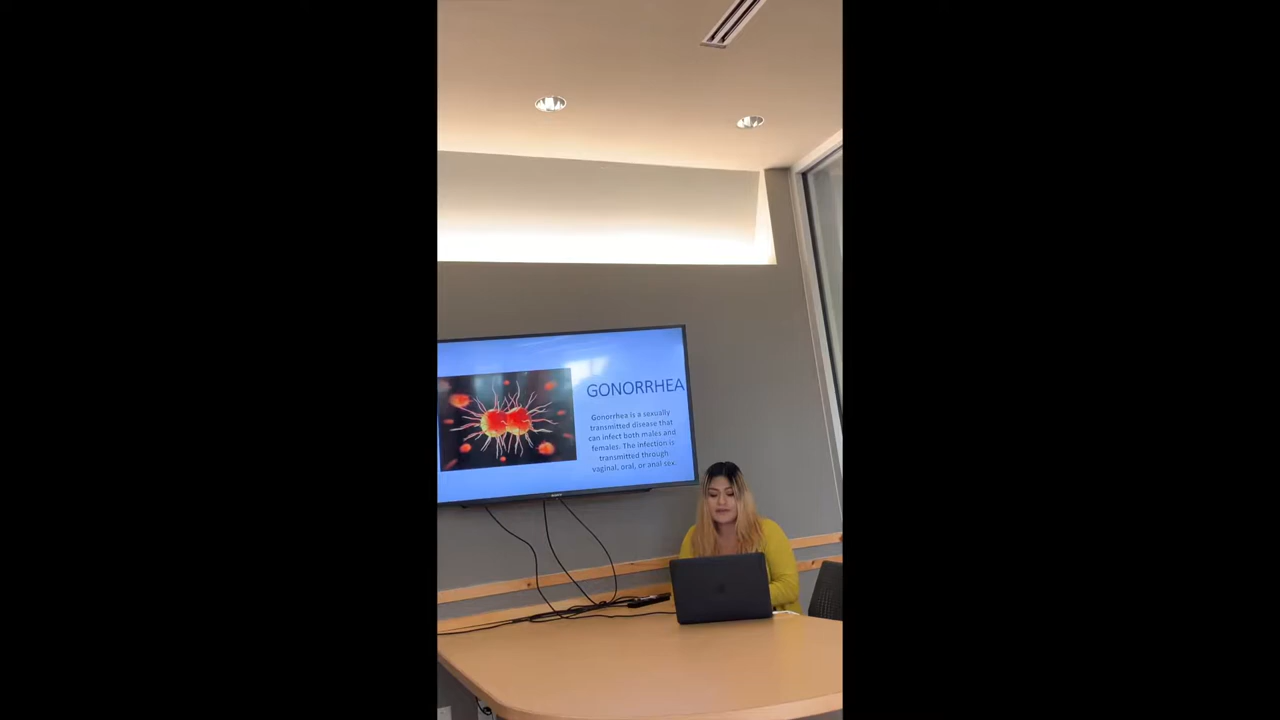 GONORRHEA
Gonorrhea is a sexually
transmitted disease that
can infect both males and
females. The infection is
transmitted through
vaginal, oral, or anal sex.
SONY